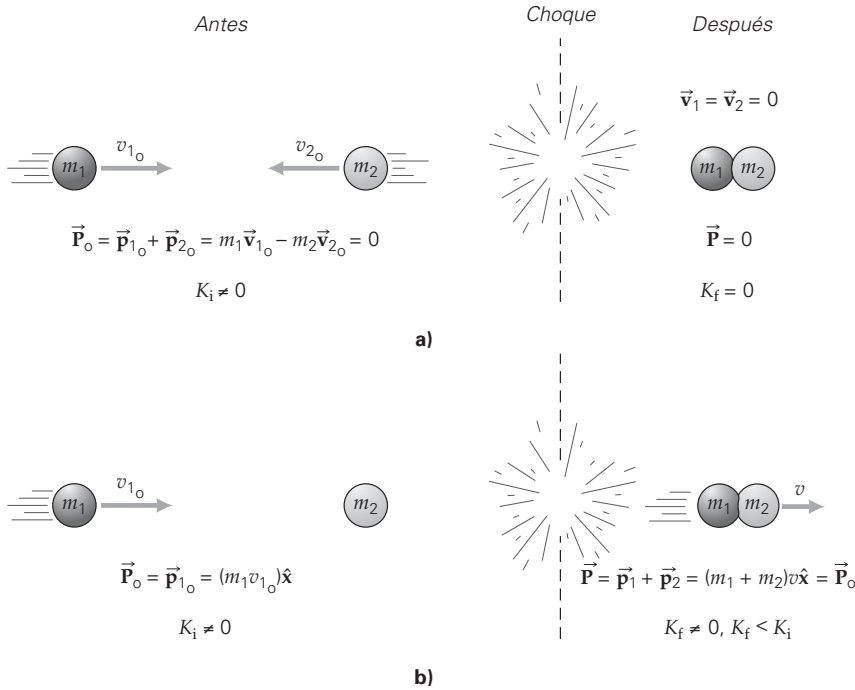 Antes Choque Después
v₁ₒ v₂ₒ v⃗₁ = v⃗₂ = 0
m₁ m₂ m₁ m₂
P⃗ₒ = p⃗₁ₒ + p⃗₂ₒ = m₁v⃗₁ₒ – m₂v⃗₂ₒ = 0 P⃗ = 0
Kᵢ ≠ 0 K_f = 0
a)
v₁ₒ v
m₁ m₂ m₁ m₂
P⃗ₒ = p⃗₁ₒ = (m₁v₁ₒ)x̂ P⃗ = p⃗₁ + p⃗₂ = (m₁ + m₂)vx̂ = P⃗ₒ
Kᵢ ≠ 0 K_f ≠ 0, K_f < Kᵢ
b)